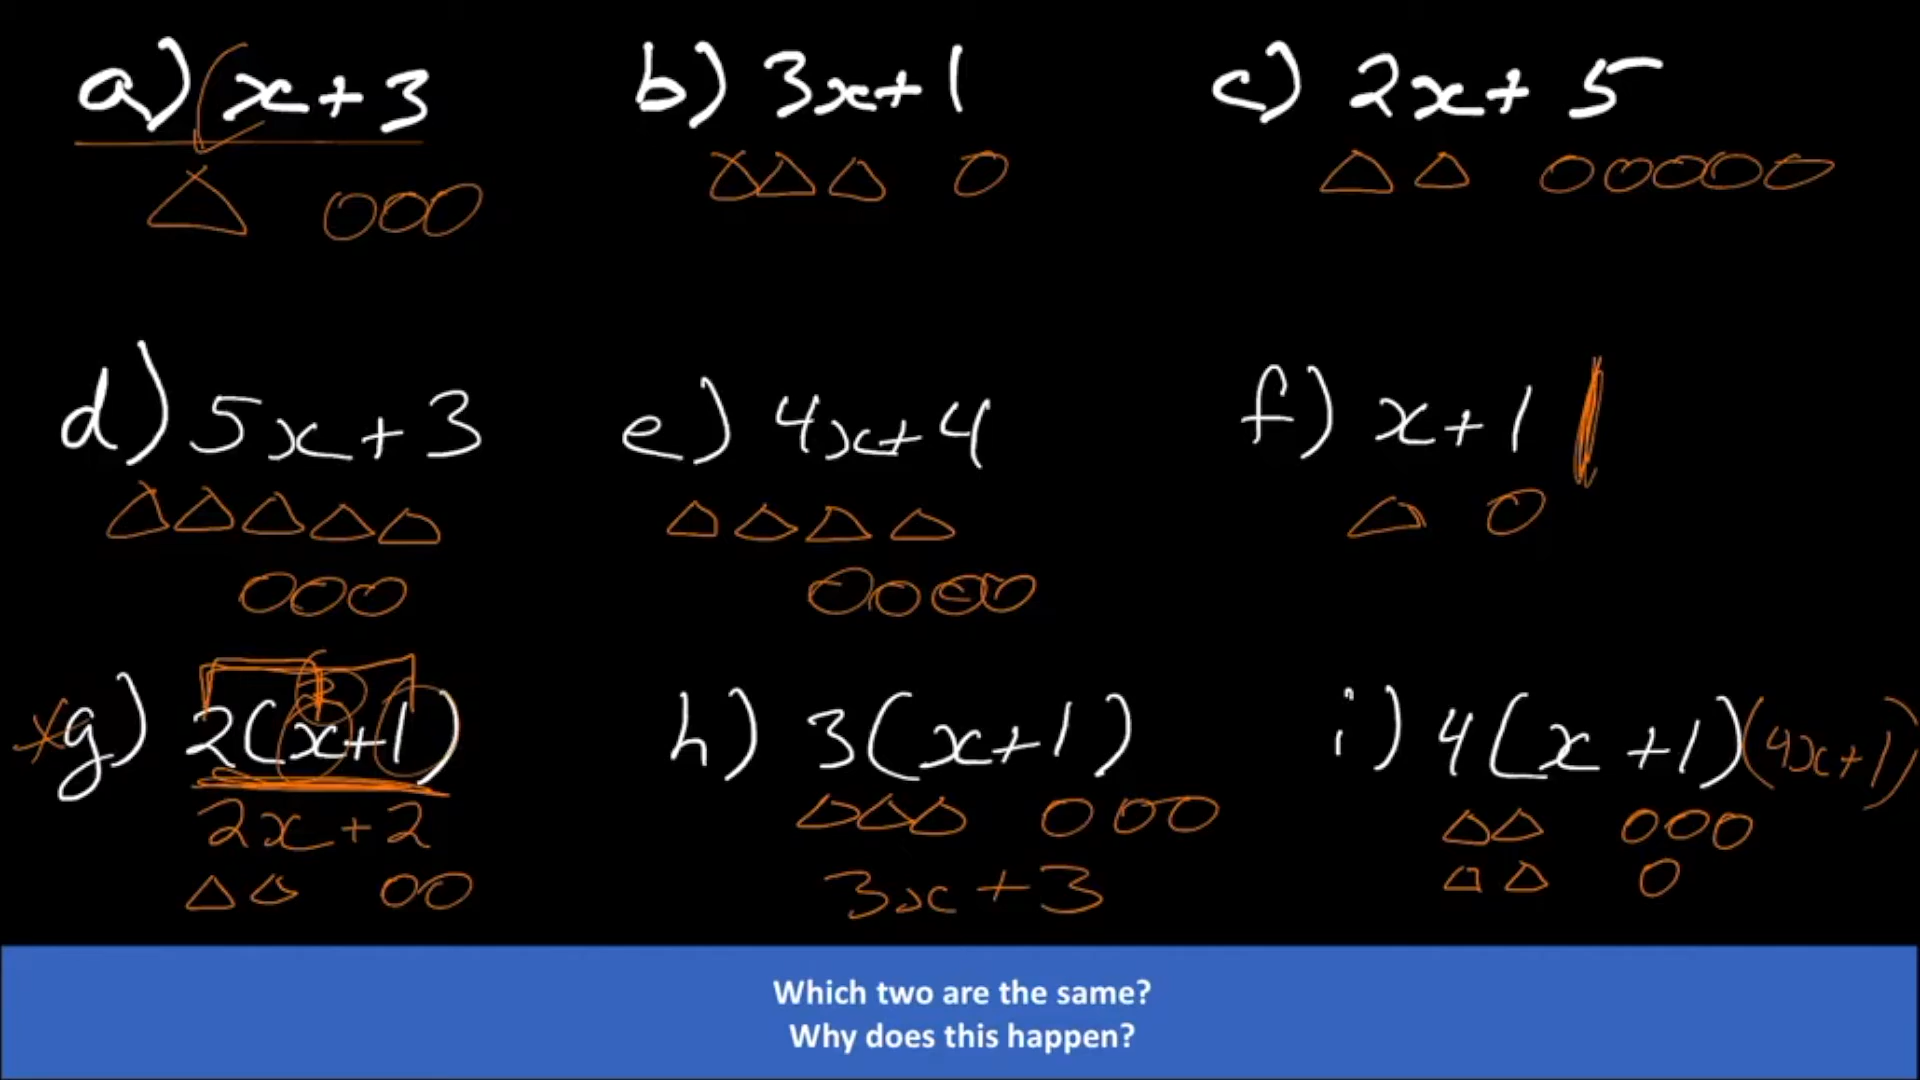 a) x+3
b) 3x+1
c) 2x+5
d) 5x+3
e) 4x+4
f) x+1
g) 2(x+1)
2x+2
h) 3(x+1)
3x+3
i) 4(x+1) (4x+1)
Which two are the same?
Why does this happen?